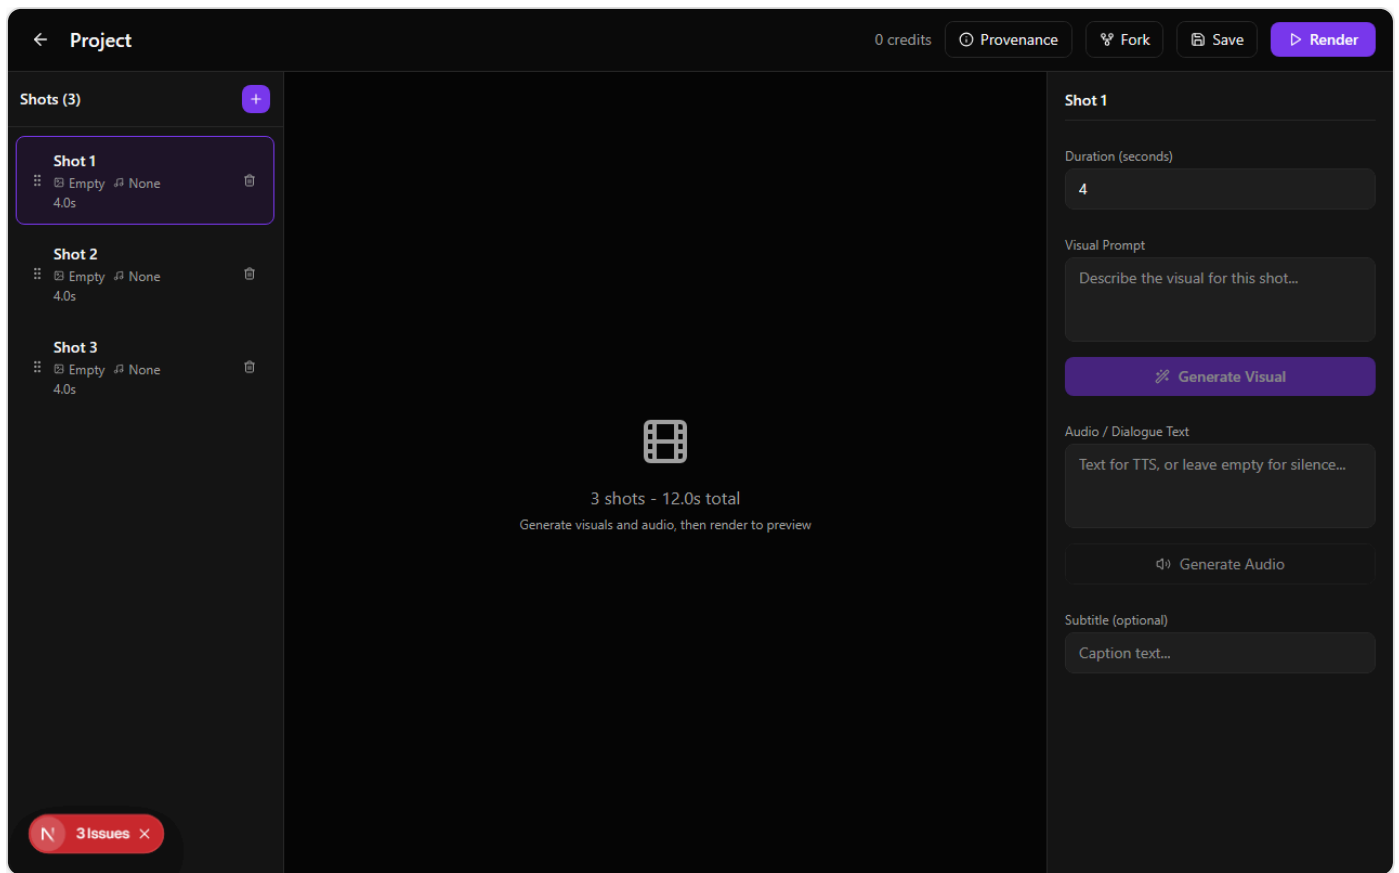 Project
0 credits
Provenance
Fork
Save
Render
Shots (3)
Shot 1
Empty None
4.0s
Shot 2
Empty None
4.0s
Shot 3
Empty None
4.0s
N 3 Issues
3 shots - 12.0s total
Generate visuals and audio, then render to preview
Shot 1
Duration (seconds)
4
Visual Prompt
Describe the visual for this shot...
Generate Visual
Audio / Dialogue Text
Text for TTS, or leave empty for silence...
Generate Audio
Subtitle (optional)
Caption text...